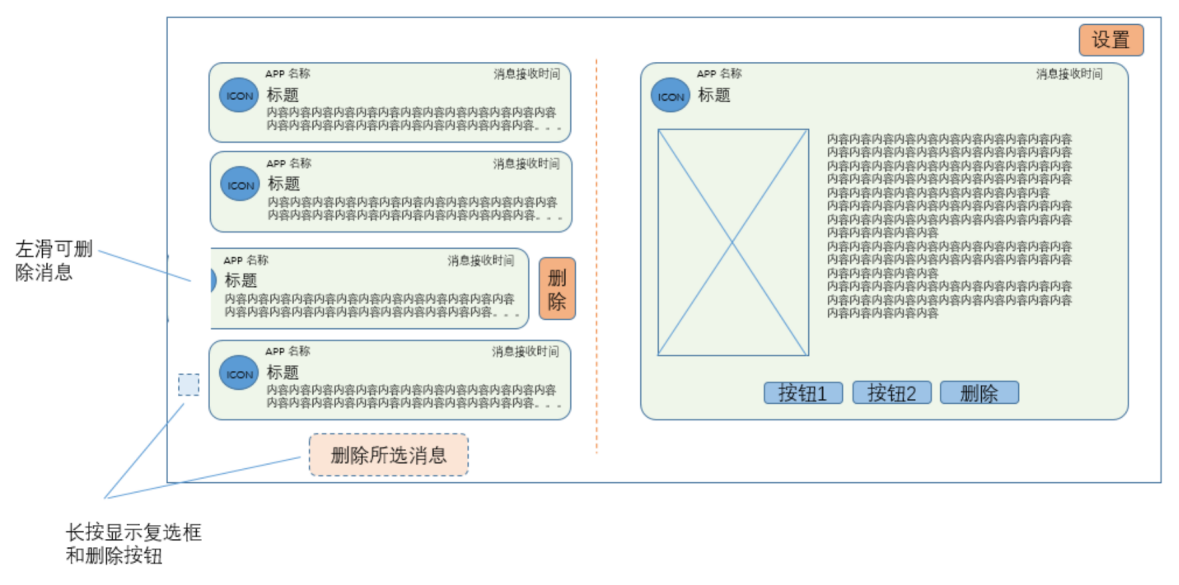 设置
APP 名称 消息接收时间
ICON
标题
内容内容内容内容内容内容内容内容内容内容内容内容内容
内容内容内容内容内容内容内容内容内容内容内容内容。。。
APP 名称 消息接收时间
ICON
标题
内容内容内容内容内容内容内容内容内容内容内容内容内容
内容内容内容内容内容内容内容内容内容内容内容内容。。。
左滑可删
除消息
APP 名称 消息接收时间
标题
内容内容内容内容内容内容内容内容内容内容内容内容内容
内容内容内容内容内容内容内容内容内容内容内容内容。。。
删
除
APP 名称 消息接收时间
ICON
标题
内容内容内容内容内容内容内容内容内容内容内容内容内容
内容内容内容内容内容内容内容内容内容内容内容内容。。。
删除所选消息
长按显示复选框
和删除按钮
APP 名称 消息接收时间
ICON
标题
内容内容内容内容内容内容内容内容内容内容内容
内容内容内容内容内容内容内容内容内容内容内容
内容内容内容内容内容内容内容内容内容内容内容
内容内容内容内容内容内容内容内容内容内容内容
内容内容内容内容内容内容内容内容内容内容
内容内容内容内容内容内容内容内容内容内容内容
内容内容内容内容内容内容内容内容内容内容内容
内容内容内容内容内容
内容内容内容内容内容内容内容内容内容内容内容
内容内容内容内容内容内容内容内容内容内容内容
内容内容内容内容内容
内容内容内容内容内容内容内容内容内容内容内容
内容内容内容内容内容内容内容内容内容内容内容
内容内容内容内容内容
按钮1 按钮2 删除